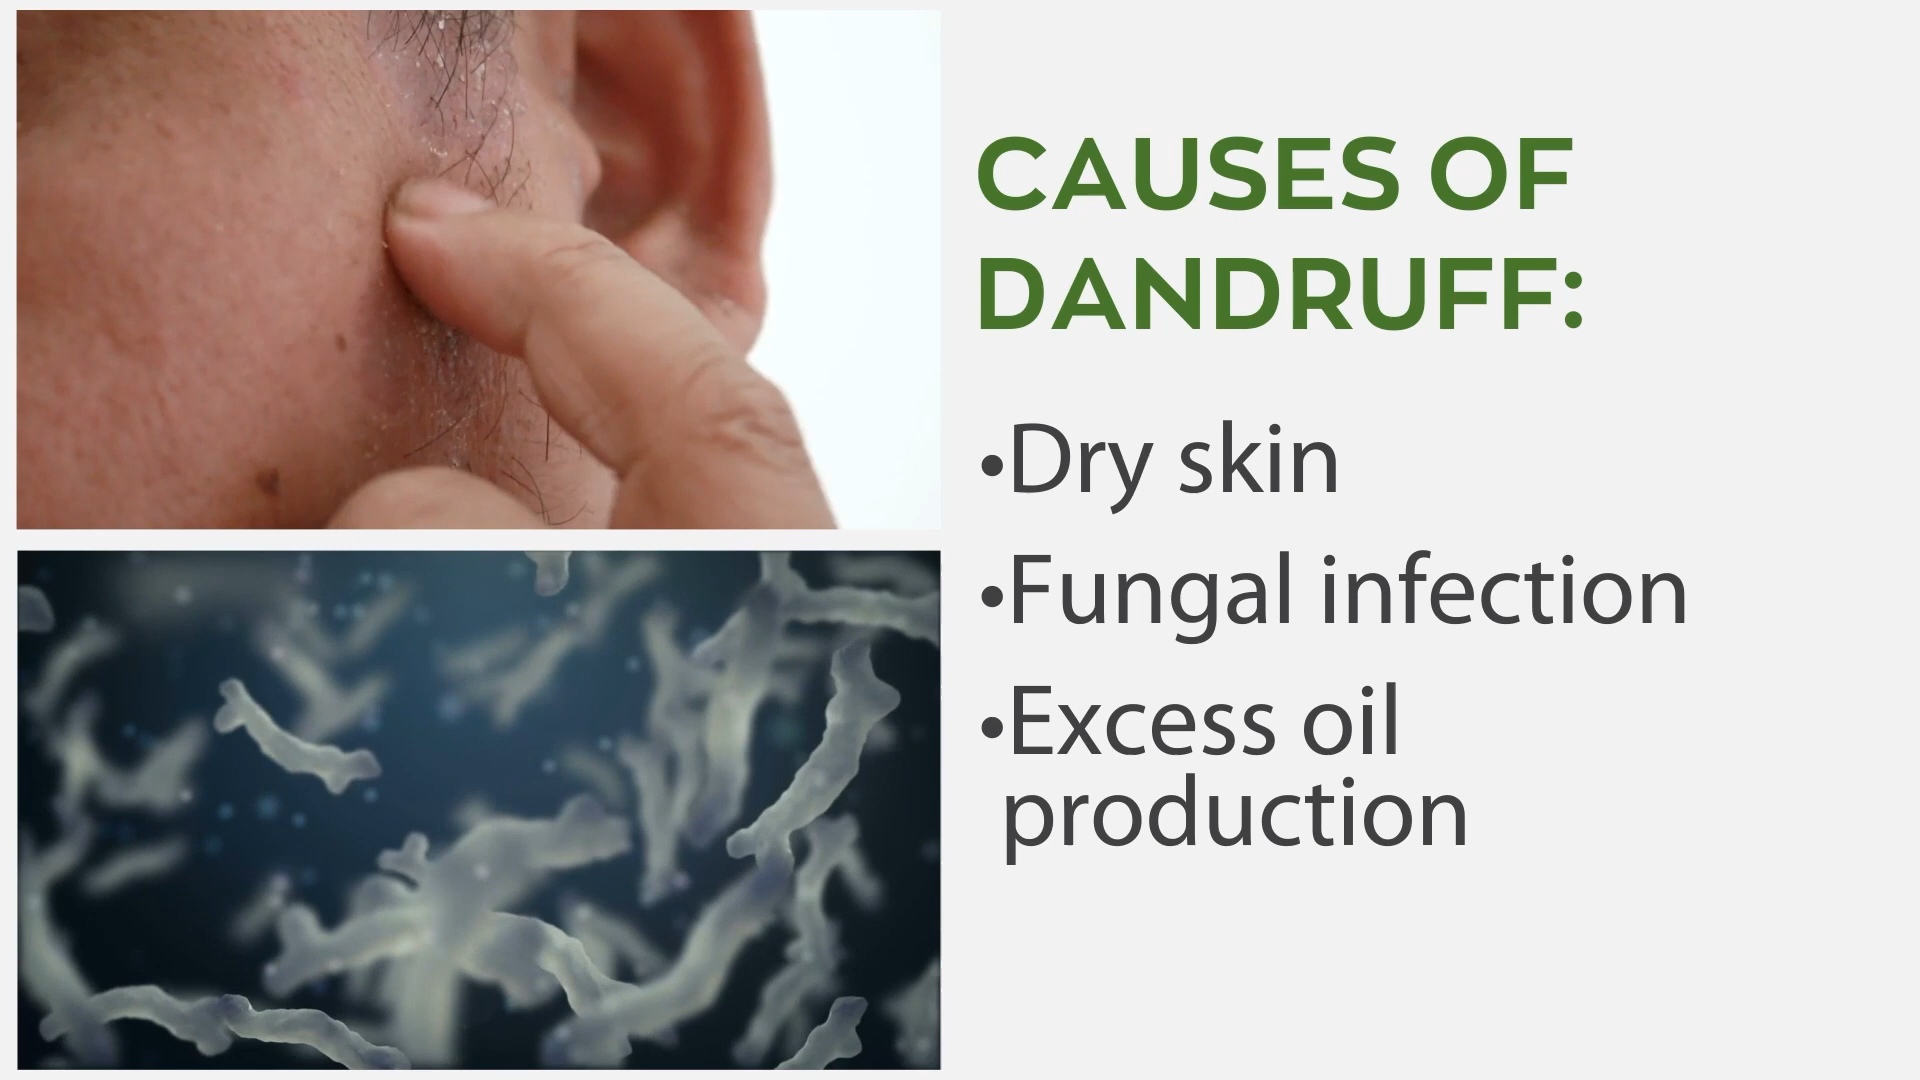 CAUSES OF
DANDRUFF:
•Dry skin
•Fungal infection
•Excess oil
production